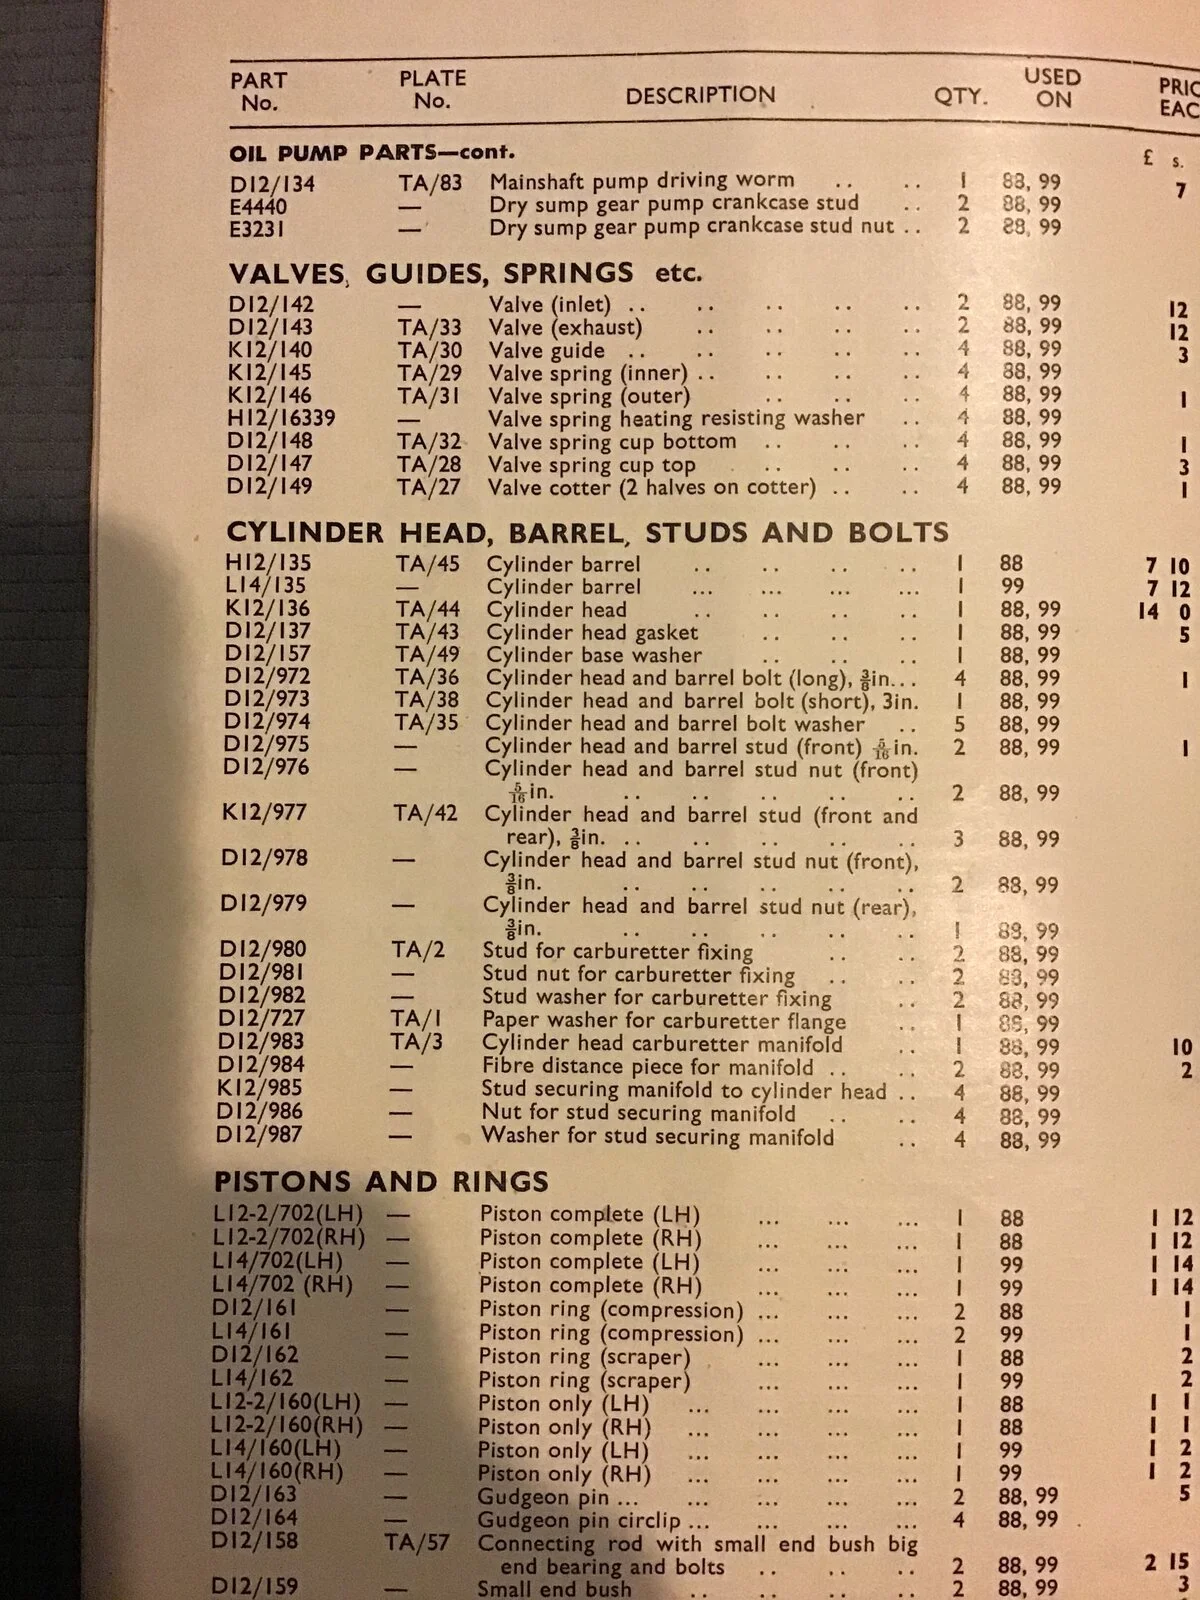 PART PLATE USED PRIC
No. No. DESCRIPTION QTY. ON EAC
OIL PUMP PARTS—cont. £ s.
D12/134 TA/83 Mainshaft pump driving worm .. .. 1 88, 99 7
E4440 — Dry sump gear pump crankcase stud .. 2 88, 99
E3231 — Dry sump gear pump crankcase stud nut .. 2 88, 99
VALVES, GUIDES, SPRINGS etc.
D12/142 — Valve (inlet) .. .. .. .. .. 2 88, 99 12
D12/143 TA/33 Valve (exhaust) .. .. .. .. 2 88, 99 12
K12/140 TA/30 Valve guide .. .. .. .. .. 4 88, 99 3
K12/145 TA/29 Valve spring (inner) .. .. .. .. 4 88, 99
K12/146 TA/31 Valve spring (outer) .. .. .. 4 88, 99 1
H12/16339 — Valve spring heating resisting washer .. 4 88, 99
D12/148 TA/32 Valve spring cup bottom .. .. .. 4 88, 99 1
D12/147 TA/28 Valve spring cup top .. .. .. 4 88, 99 3
D12/149 TA/27 Valve cotter (2 halves on cotter) .. .. 4 88, 99 1
CYLINDER HEAD, BARREL, STUDS AND BOLTS
H12/135 TA/45 Cylinder barrel .. .. .. .. 1 88 7 10
L14/135 — Cylinder barrel ... ... ... ... 1 99 7 12
K12/136 TA/44 Cylinder head .. .. .. .. 1 88, 99 14 0
D12/137 TA/43 Cylinder head gasket .. .. .. 1 88, 99 5
D12/157 TA/49 Cylinder base washer .. .. .. 1 88, 99
D12/972 TA/36 Cylinder head and barrel bolt (long), 3/8in... 4 88, 99 1
D12/973 TA/38 Cylinder head and barrel bolt (short), 3in. 1 88, 99
D12/974 TA/35 Cylinder head and barrel bolt washer .. 5 88, 99
D12/975 — Cylinder head and barrel stud (front) 5/16in. 2 88, 99 1
D12/976 — Cylinder head and barrel stud nut (front)
5/16in. .. .. .. .. .. 2 88, 99
K12/977 TA/42 Cylinder head and barrel stud (front and
rear), 3/8in. .. .. .. .. .. 3 88, 99
D12/978 — Cylinder head and barrel stud nut (front),
3/8in. .. .. .. .. .. 2 88, 99
D12/979 — Cylinder head and barrel stud nut (rear),
3/8in. .. .. .. .. .. 1 88, 99
D12/980 TA/2 Stud for carburetter fixing .. .. 2 88, 99
D12/981 — Stud nut for carburetter fixing .. .. 2 88, 99
D12/982 — Stud washer for carburetter fixing .. 2 88, 99
D12/727 TA/1 Paper washer for carburetter flange .. 1 88, 99
D12/983 TA/3 Cylinder head carburetter manifold .. 1 88, 99 10
D12/984 — Fibre distance piece for manifold .. .. 2 88, 99 2
K12/985 — Stud securing manifold to cylinder head .. 4 88, 99
D12/986 — Nut for stud securing manifold .. .. 4 88, 99
D12/987 — Washer for stud securing manifold .. 4 88, 99
PISTONS AND RINGS
L12-2/702(LH) — Piston complete (LH) ... ... ... 1 88 1 12
L12-2/702(RH) — Piston complete (RH) ... ... ... 1 88 1 12
L14/702(LH) — Piston complete (LH) ... ... ... 1 99 1 14
L14/702 (RH) — Piston complete (RH) ... ... ... 1 99 1 14
D12/161 — Piston ring (compression) ... ... ... 2 88 1
L14/161 — Piston ring (compression) ... ... ... 2 99 1
D12/162 — Piston ring (scraper) ... ... ... 1 88 2
L14/162 — Piston ring (scraper) ... ... ... 1 99 2
L12-2/160(LH) — Piston only (LH) ... ... ... ... 1 88 1 1
L12-2/160(RH) — Piston only (RH) ... ... ... ... 1 88 1 1
L14/160(LH) — Piston only (LH) ... ... ... ... 1 99 1 2
L14/160(RH) — Piston only (RH) ... ... ... ... 1 99 1 2
D12/163 — Gudgeon pin ... ... ... ... ... 2 88, 99 5
D12/164 — Gudgeon pin circlip ... ... ... ... 4 88, 99
D12/158 TA/57 Connecting rod with small end bush big
end bearing and bolts .. .. .. 2 88, 99 2 15
D12/159 — Small end bush .. .. .. .. 2 88, 99 3